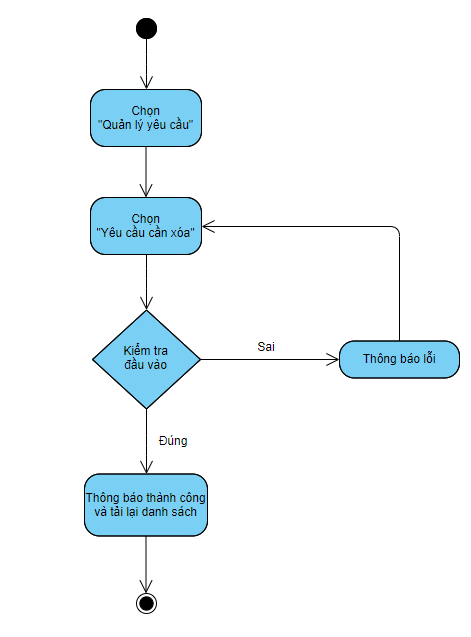 Chọn
"Quản lý yêu cầu"
Chọn
"Yêu cầu cần xóa"
Kiểm tra
đầu vào
Sai
Thông báo lỗi
Đúng
Thông báo thành công
và tải lại danh sách